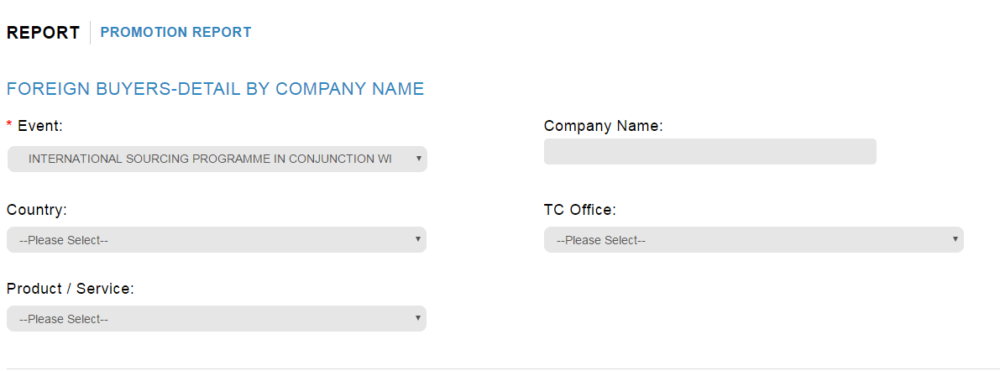 REPORT PROMOTION REPORT
FOREIGN BUYERS-DETAIL BY COMPANY NAME
* Event: Company Name:
INTERNATIONAL SOURCING PROGRAMME IN CONJUNCTION WI
Country: TC Office:
--Please Select-- --Please Select--
Product / Service:
--Please Select--